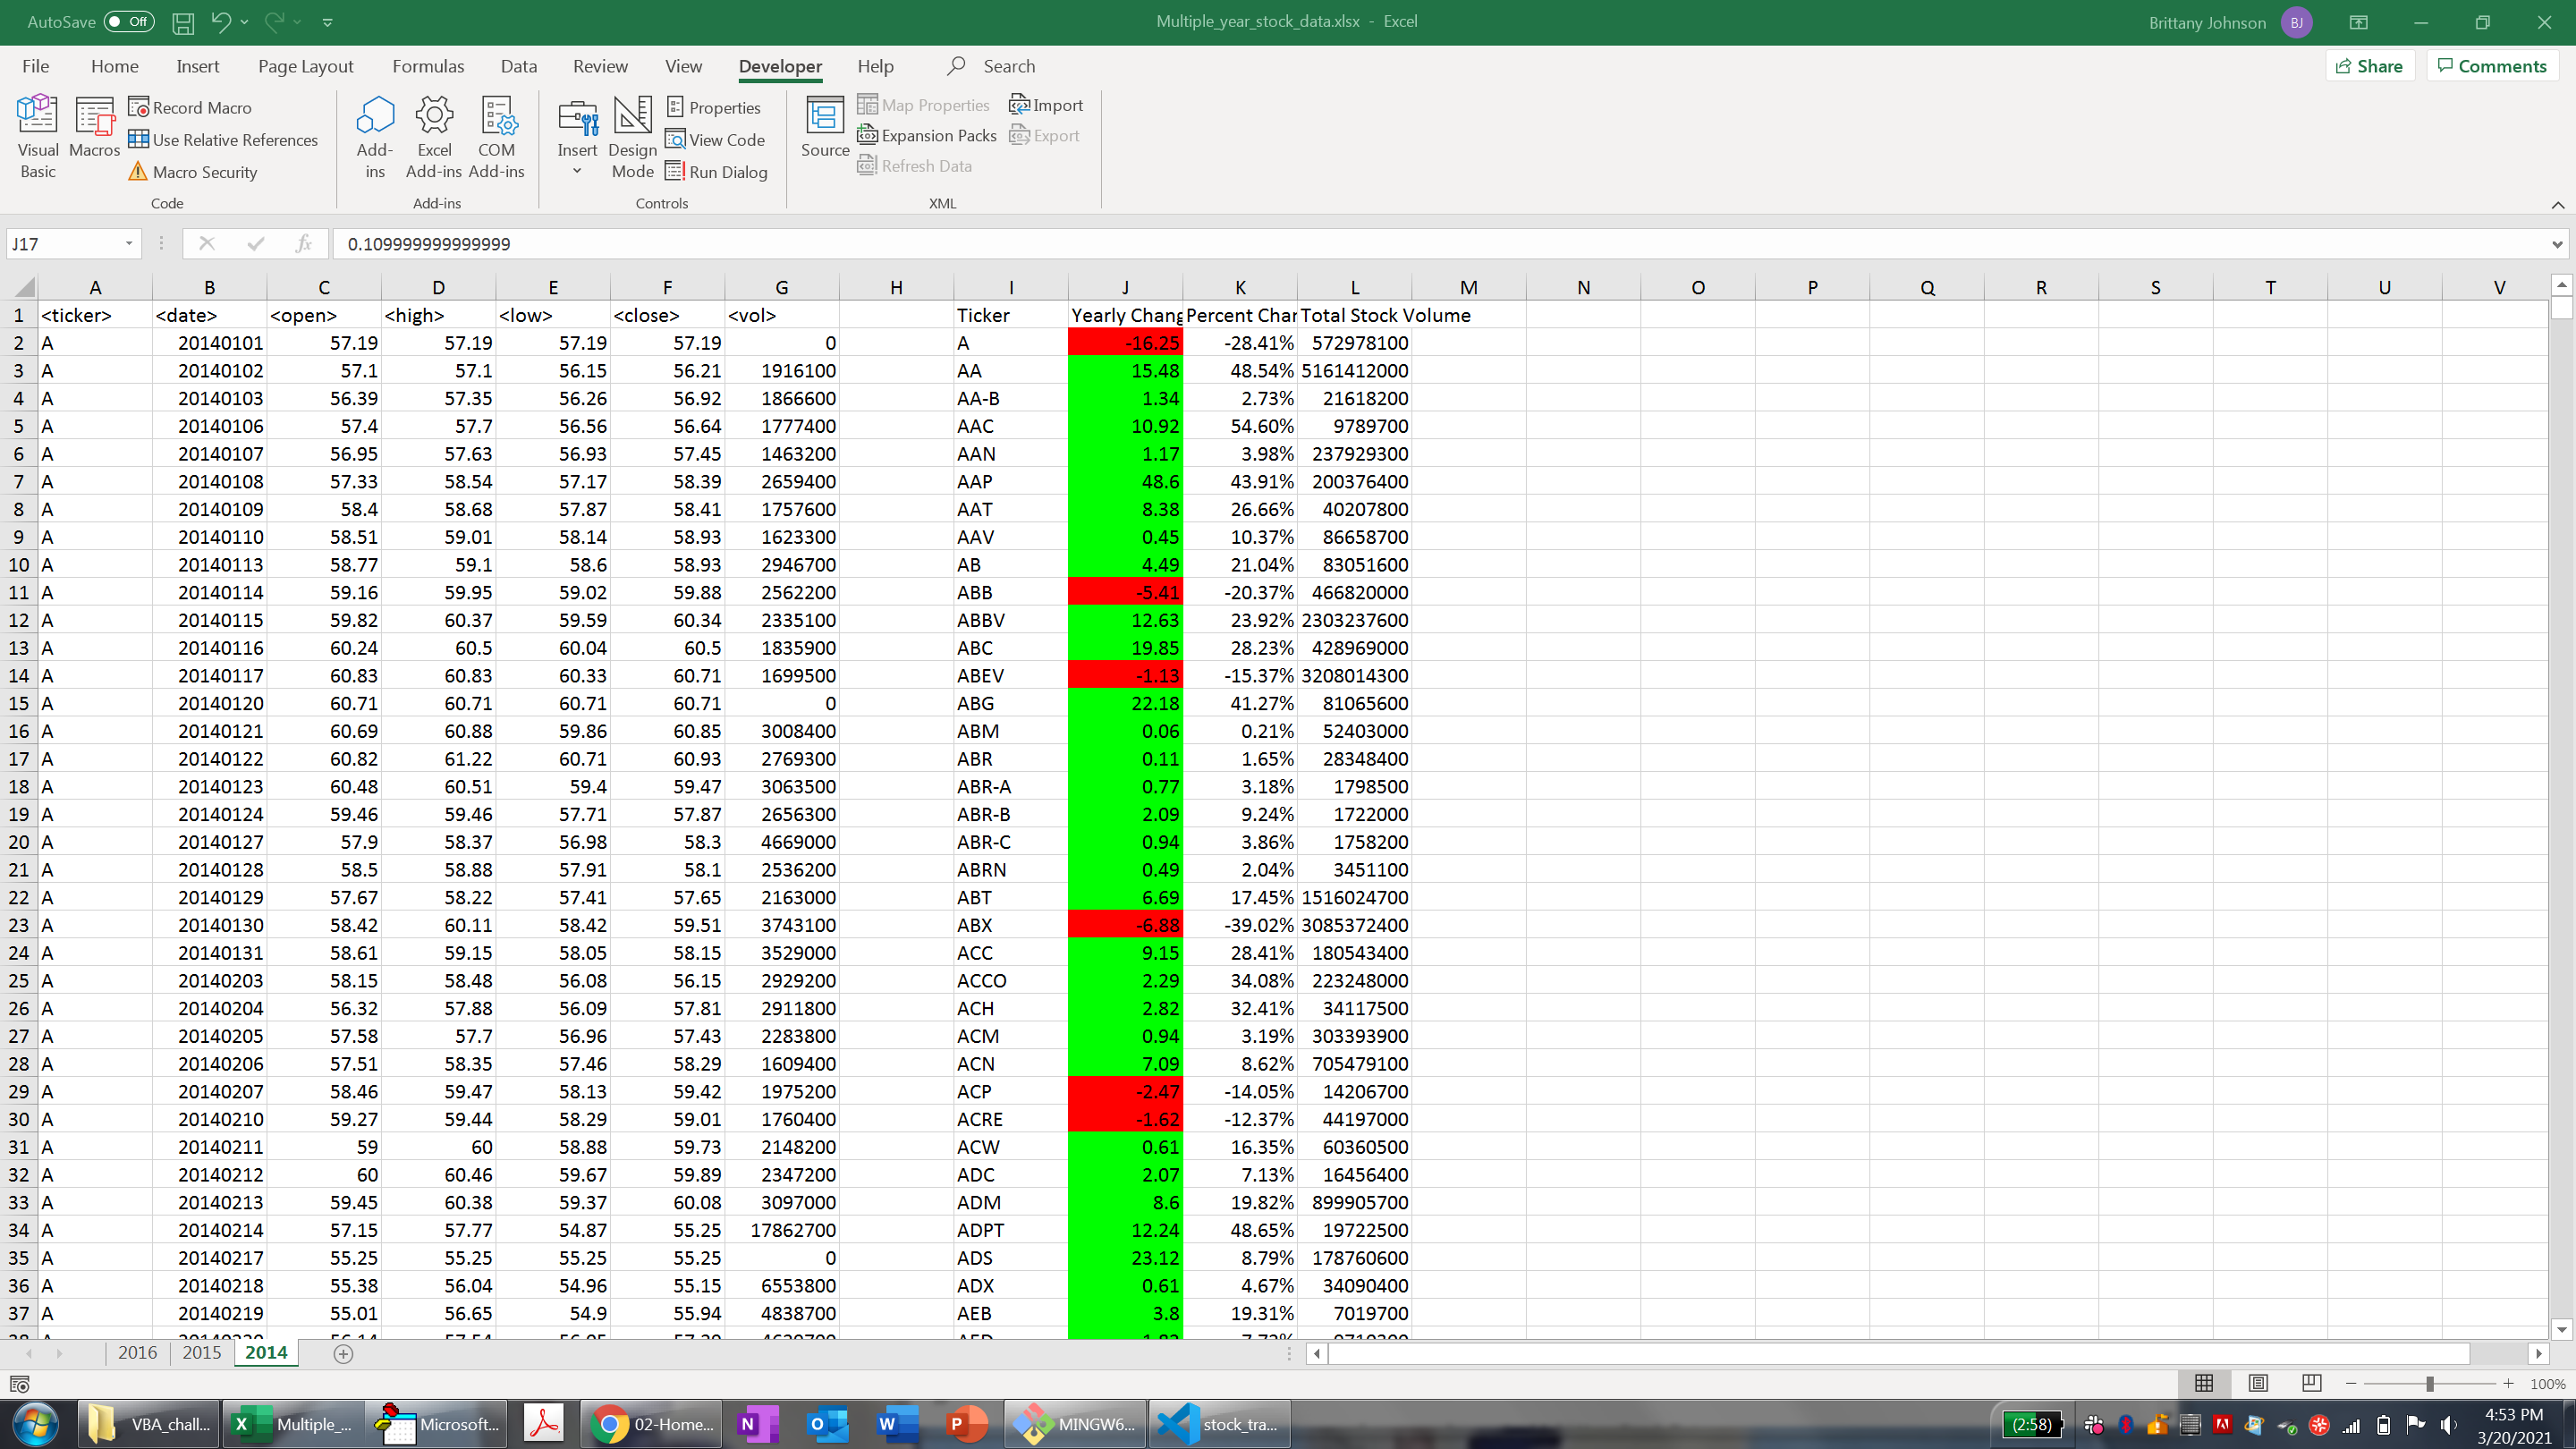 AutoSave Off Multiple_year_stock_data.xlsx - Excel Brittany Johnson BJ
File Home Insert Page Layout Formulas Data Review View Developer Help Search Share Comments
Visual Basic Macros Record Macro Use Relative References Macro Security Code
Add-ins Excel Add-ins COM Add-ins Add-ins
Insert Design Mode Properties View Code Run Dialog Controls
Source Map Properties Expansion Packs Refresh Data Import Export XML
J17 fx 0.109999999999999
A B C D E F G H I J K L M N O P Q R S T U V
1 <ticker> <date> <open> <high> <low> <close> <vol> Ticker Yearly Chang Percent Char Total Stock Volume
2 A 20140101 57.19 57.19 57.19 57.19 0 A -16.25 -28.41% 572978100
3 A 20140102 57.1 57.1 56.15 56.21 1916100 AA 15.48 48.54% 5161412000
4 A 20140103 56.39 57.35 56.26 56.92 1866600 AA-B 1.34 2.73% 21618200
5 A 20140106 57.4 57.7 56.56 56.64 1777400 AAC 10.92 54.60% 9789700
6 A 20140107 56.95 57.63 56.93 57.45 1463200 AAN 1.17 3.98% 237929300
7 A 20140108 57.33 58.54 57.17 58.39 2659400 AAP 48.6 43.91% 200376400
8 A 20140109 58.4 58.68 57.87 58.41 1757600 AAT 8.38 26.66% 40207800
9 A 20140110 58.51 59.01 58.14 58.93 1623300 AAV 0.45 10.37% 86658700
10 A 20140113 58.77 59.1 58.6 58.93 2946700 AB 4.49 21.04% 83051600
11 A 20140114 59.16 59.95 59.02 59.88 2562200 ABB -5.41 -20.37% 466820000
12 A 20140115 59.82 60.37 59.59 60.34 2335100 ABBV 12.63 23.92% 2303237600
13 A 20140116 60.24 60.5 60.04 60.5 1835900 ABC 19.85 28.23% 428969000
14 A 20140117 60.83 60.83 60.33 60.71 1699500 ABEV -1.13 -15.37% 3208014300
15 A 20140120 60.71 60.71 60.71 60.71 0 ABG 22.18 41.27% 81065600
16 A 20140121 60.69 60.88 59.86 60.85 3008400 ABM 0.06 0.21% 52403000
17 A 20140122 60.82 61.22 60.71 60.93 2769300 ABR 0.11 1.65% 28348400
18 A 20140123 60.48 60.51 59.4 59.47 3063500 ABR-A 0.77 3.18% 1798500
19 A 20140124 59.46 59.46 57.71 57.87 2656300 ABR-B 2.09 9.24% 1722000
20 A 20140127 57.9 58.37 56.98 58.3 4669000 ABR-C 0.94 3.86% 1758200
21 A 20140128 58.5 58.88 57.91 58.1 2536200 ABRN 0.49 2.04% 3451100
22 A 20140129 57.67 58.22 57.41 57.65 2163000 ABT 6.69 17.45% 1516024700
23 A 20140130 58.42 60.11 58.42 59.51 3743100 ABX -6.88 -39.02% 3085372400
24 A 20140131 58.61 59.15 58.05 58.15 3529000 ACC 9.15 28.41% 180543400
25 A 20140203 58.15 58.48 56.08 56.15 2929200 ACCO 2.29 34.08% 223248000
26 A 20140204 56.32 57.88 56.09 57.81 2911800 ACH 2.82 32.41% 34117500
27 A 20140205 57.58 57.7 56.96 57.43 2283800 ACM 0.94 3.19% 303393900
28 A 20140206 57.51 58.35 57.46 58.29 1609400 ACN 7.09 8.62% 705479100
29 A 20140207 58.46 59.47 58.13 59.42 1975200 ACP -2.47 -14.05% 14206700
30 A 20140210 59.27 59.44 58.29 59.01 1760400 ACRE -1.62 -12.37% 44197000
31 A 20140211 59 60 58.88 59.73 2148200 ACW 0.61 16.35% 60360500
32 A 20140212 60 60.46 59.67 59.89 2347200 ADC 2.07 7.13% 16456400
33 A 20140213 59.45 60.38 59.37 60.08 3097000 ADM 8.6 19.82% 899905700
34 A 20140214 57.15 57.77 54.87 55.25 17862700 ADPT 12.24 48.65% 19722500
35 A 20140217 55.25 55.25 55.25 55.25 0 ADS 23.12 8.79% 178760600
36 A 20140218 55.38 56.04 54.96 55.15 6553800 ADX 0.61 4.67% 34090400
37 A 20140219 55.01 56.65 54.9 55.94 4838700 AEB 3.8 19.31% 7019700
2016 2015 2014
100%
VBA_chall... Multiple_... Microsoft... 02-Home... MINGW6... stock_tra... (2:58) 4:53 PM
3/20/2021